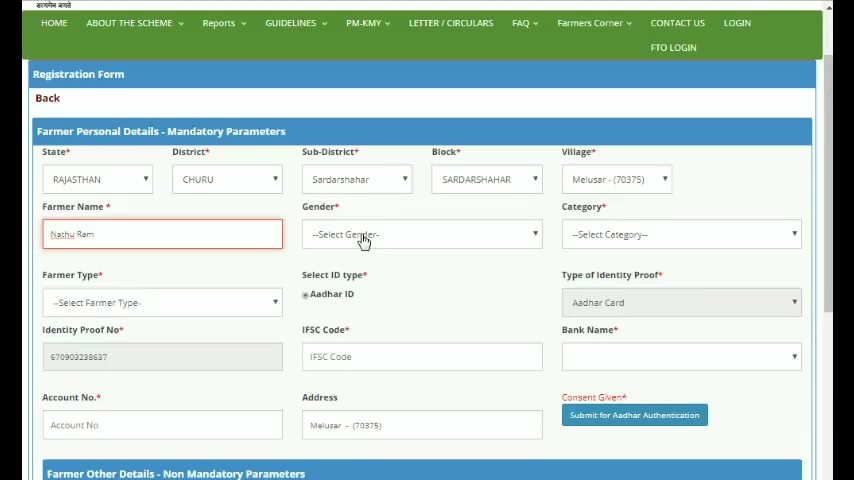 सत्यमेव जयते
HOME ABOUT THE SCHEME Reports GUIDELINES PM-KMY LETTER / CIRCULARS FAQ Farmers Corner CONTACT US LOGIN
FTO LOGIN
Registration Form
Back
Farmer Personal Details - Mandatory Parameters
State* District* Sub-District* Block* Village*
RAJASTHAN CHURU Sardarshahar SARDARSHAHAR Melusar - (70375)
Farmer Name * Gender* Category*
Nathu Ram --Select Gender- --Select Category--
Farmer Type* Select ID type* Type of Identity Proof*
--Select Farmer Type- Aadhar ID Aadhar Card
Identity Proof No* IFSC Code* Bank Name*
670903238637 IFSC Code
Account No.* Address Consent Given*
Account No Melusar - (70375) Submit for Aadhar Authentication
Farmer Other Details - Non Mandatory Parameters